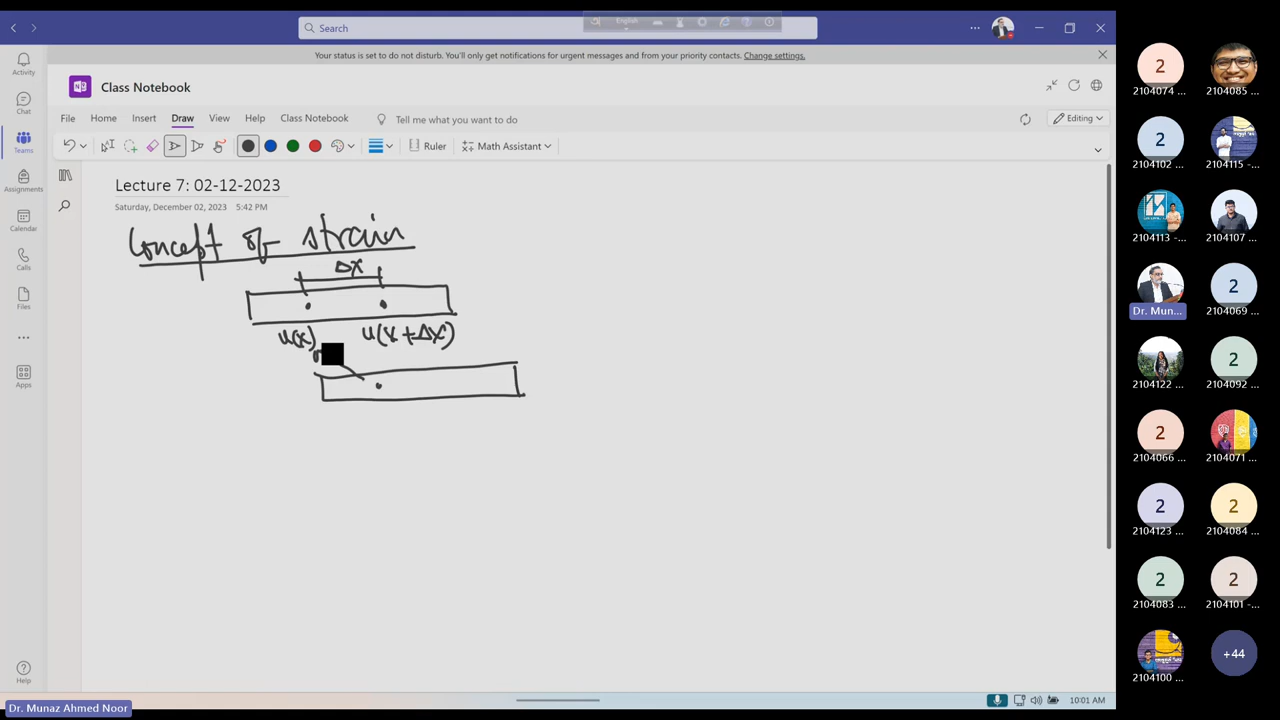 Search
English
Your status is set to do not disturb. You'll only get notifications for urgent messages and from your priority contacts. Change settings.
Activity
Chat
Teams
Assignments
Calendar
Calls
Files
Apps
Help
Class Notebook
File Home Insert Draw View Help Class Notebook Tell me what you want to do
Editing
Ruler Math Assistant
Lecture 7: 02-12-2023
Saturday, December 02, 2023 5:42 PM
Concept of strain
Δx
u(x) u(x+Δx)
10:01 AM
Dr. Munaz Ahmed Noor
2 2104074 ...
2104085 ...
2 2104102 ...
2104115 -...
2104113 -...
2104107 ...
Dr. Mun...
2 2104069 ...
2104122 ...
2 2104092 ...
2 2104066 ...
2104071 ...
2 2104123 ...
2 2104084 ...
2 2104083 ...
2 2104101 -...
2104100 ...
+44